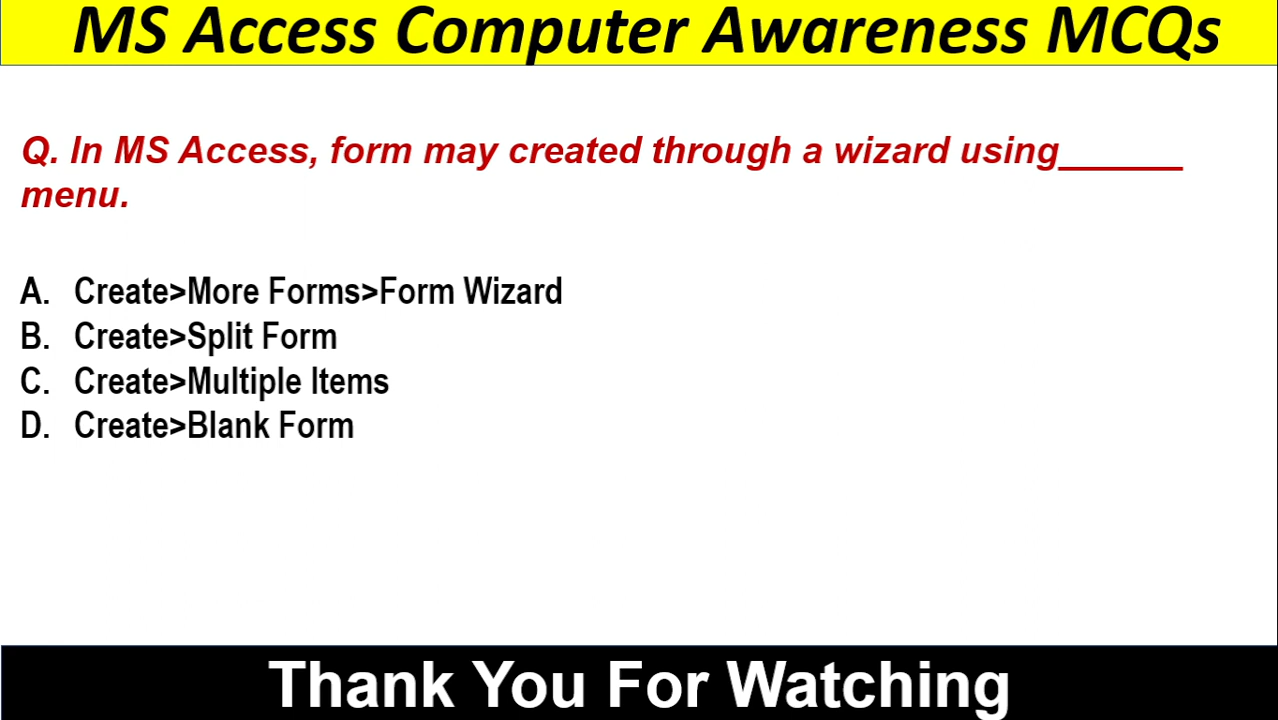 MS Access Computer Awareness MCQs
Q. In MS Access, form may created through a wizard using______
menu.
A. Create>More Forms>Form Wizard
B. Create>Split Form
C. Create>Multiple Items
D. Create>Blank Form
Thank You For Watching